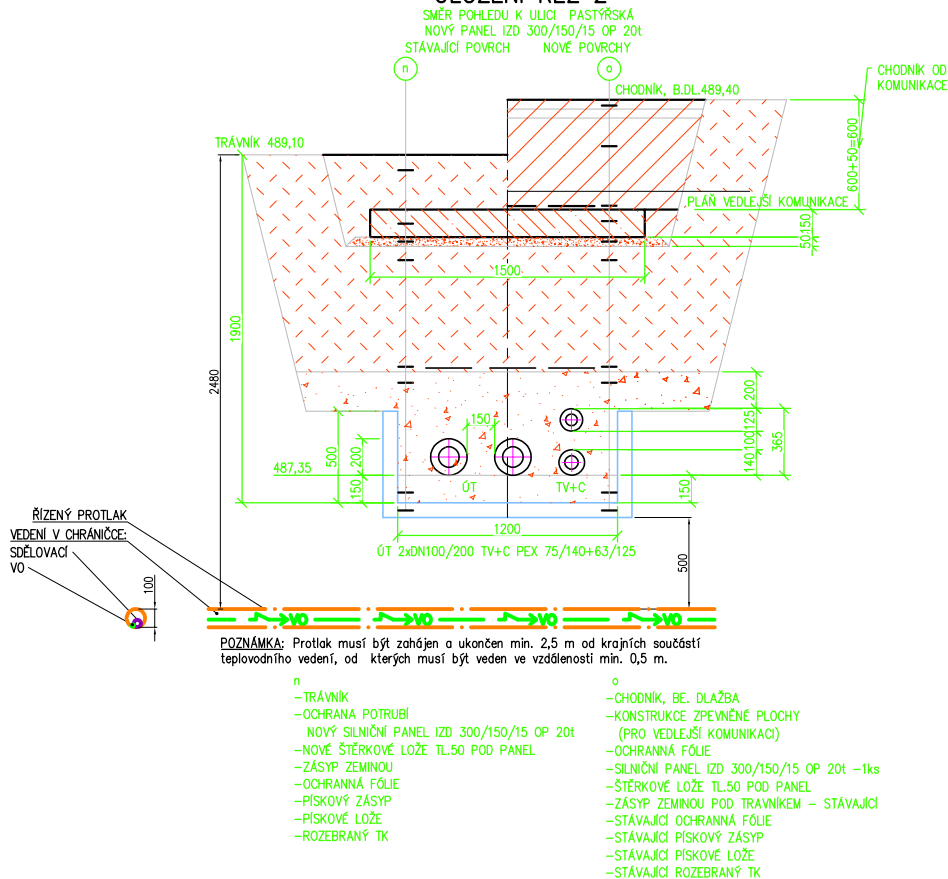 SMĚR POHLEDU K ULICI PASTÝŘSKÁ
NOVÝ PANEL IZD 300/150/15 OP 20t
STÁVAJÍCÍ POVRCH NOVÉ POVRCHY
n
o
CHODNÍK OD
KOMUNIKACE
CHODNÍK, B.DL.489,40
TRÁVNÍK 489,10
600+50=600
PLÁŇ VEDLEJŠÍ KOMUNIKACE
150
50
1500
1900
2480
200
125
100
140
365
150
500
200
150
487,35
ÚT
TV+C
150
1200
ÚT 2xDN100/200 TV+C PEX 75/140+63/125
500
ŘÍZENÝ PROTLAK
VEDENÍ V CHRÁNIČCE:
SDĚLOVACÍ
VO
100
VO VO VO VO
POZNÁMKA: Protlak musí být zahájen a ukončen min. 2,5 m od krajních součástí
teplovodního vedení, od kterých musí být veden ve vzdálenosti min. 0,5 m.
n
-TRÁVNÍK
-OCHRANA POTRUBÍ
NOVÝ SILNIČNÍ PANEL IZD 300/150/15 OP 20t
-NOVÉ ŠTĚRKOVÉ LOŽE TL.50 POD PANEL
-ZÁSYP ZEMINOU
-OCHRANNÁ FÓLIE
-PÍSKOVÝ ZÁSYP
-PÍSKOVÉ LOŽE
-ROZEBRANÝ TK
o
-CHODNÍK, BE. DLAŽBA
-KONSTRUKCE ZPEVNĚNÉ PLOCHY
(PRO VEDLEJŠÍ KOMUNIKACI)
-OCHRANNÁ FÓLIE
-SILNIČNÍ PANEL IZD 300/150/15 OP 20t -1ks
-ŠTĚRKOVÉ LOŽE TL.50 POD PANEL
-ZÁSYP ZEMINOU POD TRAVNÍKEM - STÁVAJÍCÍ
-STÁVAJÍCÍ OCHRANNÁ FÓLIE
-STÁVAJÍCÍ PÍSKOVÝ ZÁSYP
-STÁVAJÍCÍ PÍSKOVÉ LOŽE
-STÁVAJÍCÍ ROZEBRANÝ TK